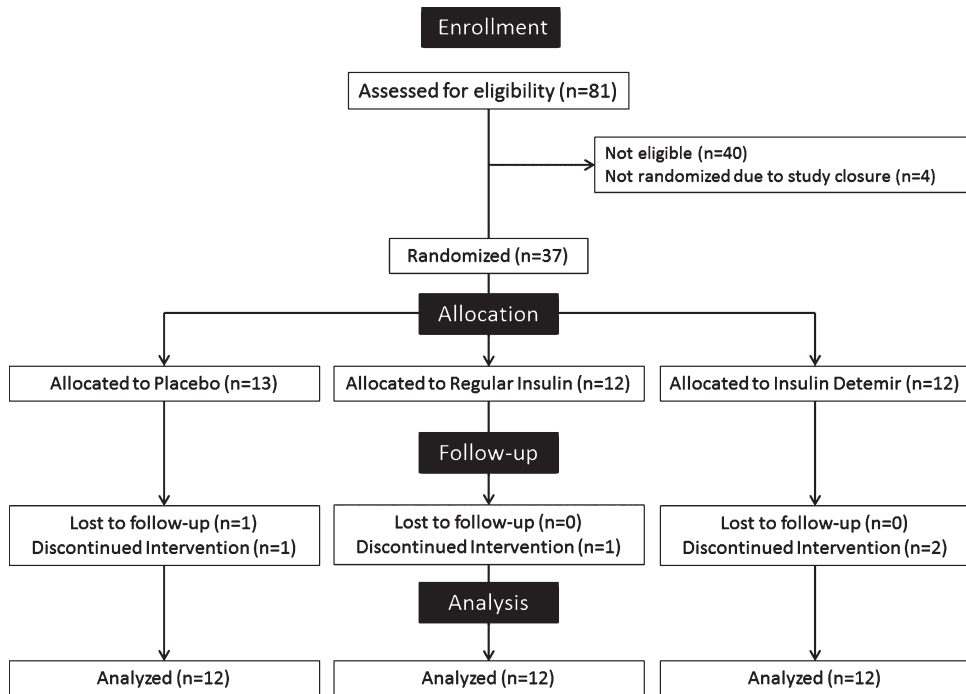 Enrollment
Assessed for eligibility (n=81)
Not eligible (n=40)
Not randomized due to study closure (n=4)
Randomized (n=37)
Allocation
Allocated to Placebo (n=13)
Allocated to Regular Insulin (n=12)
Allocated to Insulin Detemir (n=12)
Follow-up
Lost to follow-up (n=1)
Discontinued Intervention (n=1)
Lost to follow-up (n=0)
Discontinued Intervention (n=1)
Lost to follow-up (n=0)
Discontinued Intervention (n=2)
Analysis
Analyzed (n=12)
Analyzed (n=12)
Analyzed (n=12)